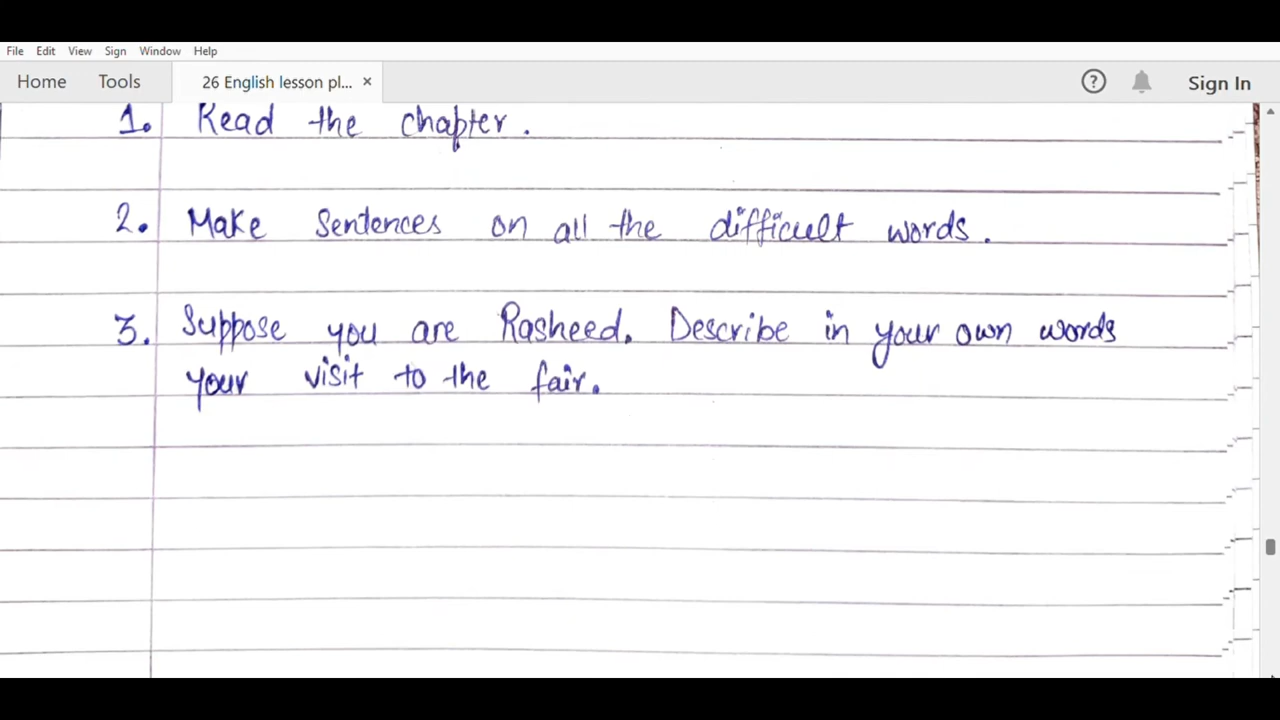 File Edit View Sign Window Help
Home Tools 26 English lesson pl... × ? Sign In
1. Read the chapter.
2. Make sentences on all the difficult words.
3. Suppose you are Rasheed. Describe in your own words
your visit to the fair.